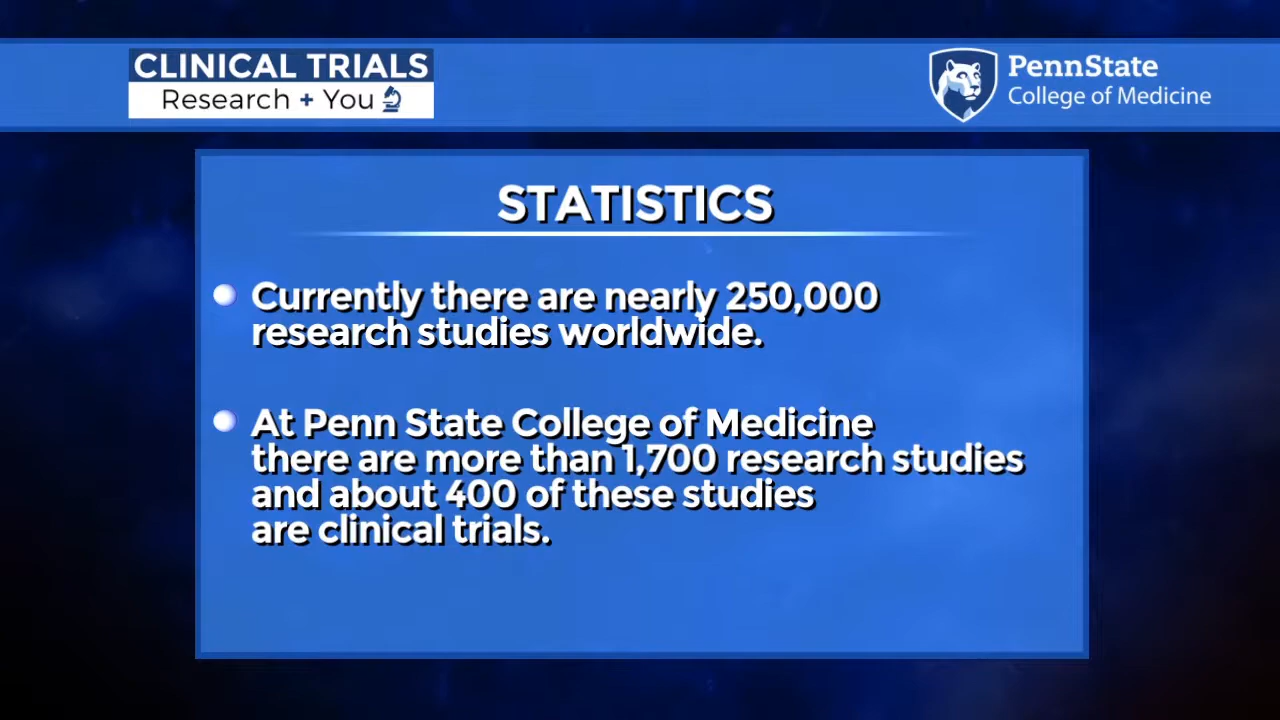 CLINICAL TRIALS
Research + You
PennState
College of Medicine
STATISTICS
Currently there are nearly 250,000
research studies worldwide.
At Penn State College of Medicine
there are more than 1,700 research studies
and about 400 of these studies
are clinical trials.